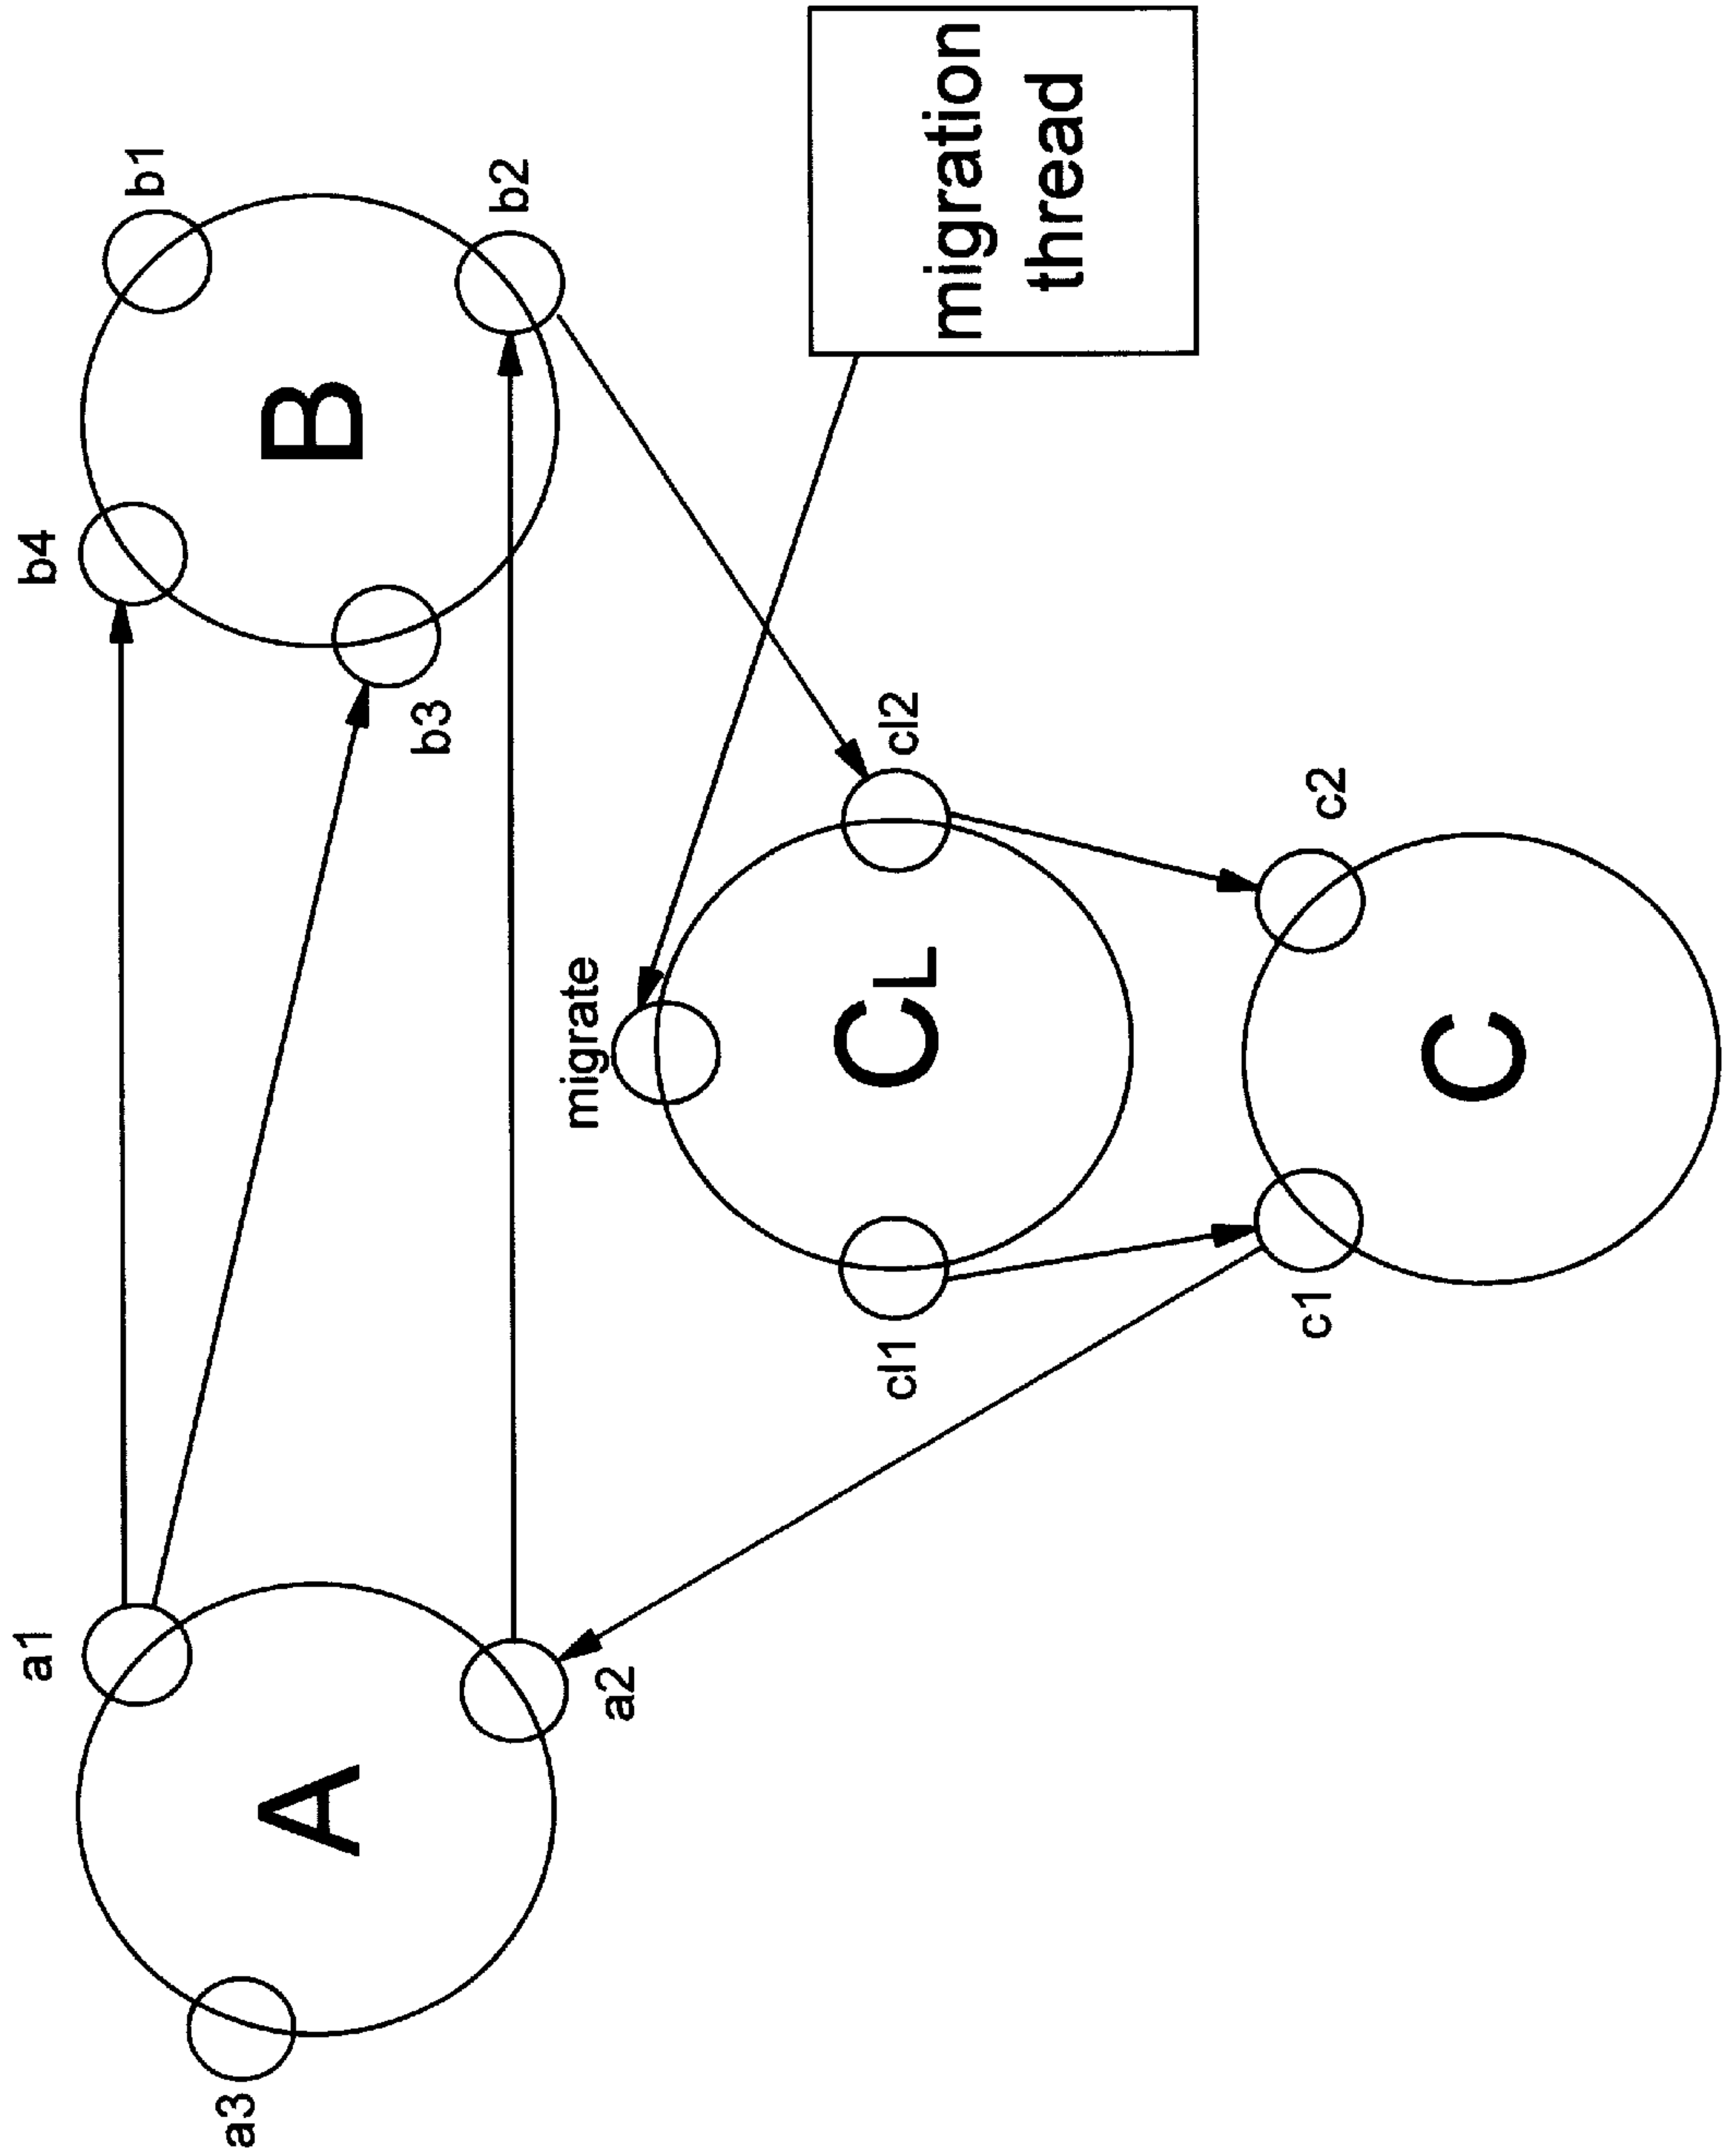 a3
A
a1
a2
b4
b3
B
b1
b2
migrate
cl1
CL
cl2
c1
C
c2
migration
thread